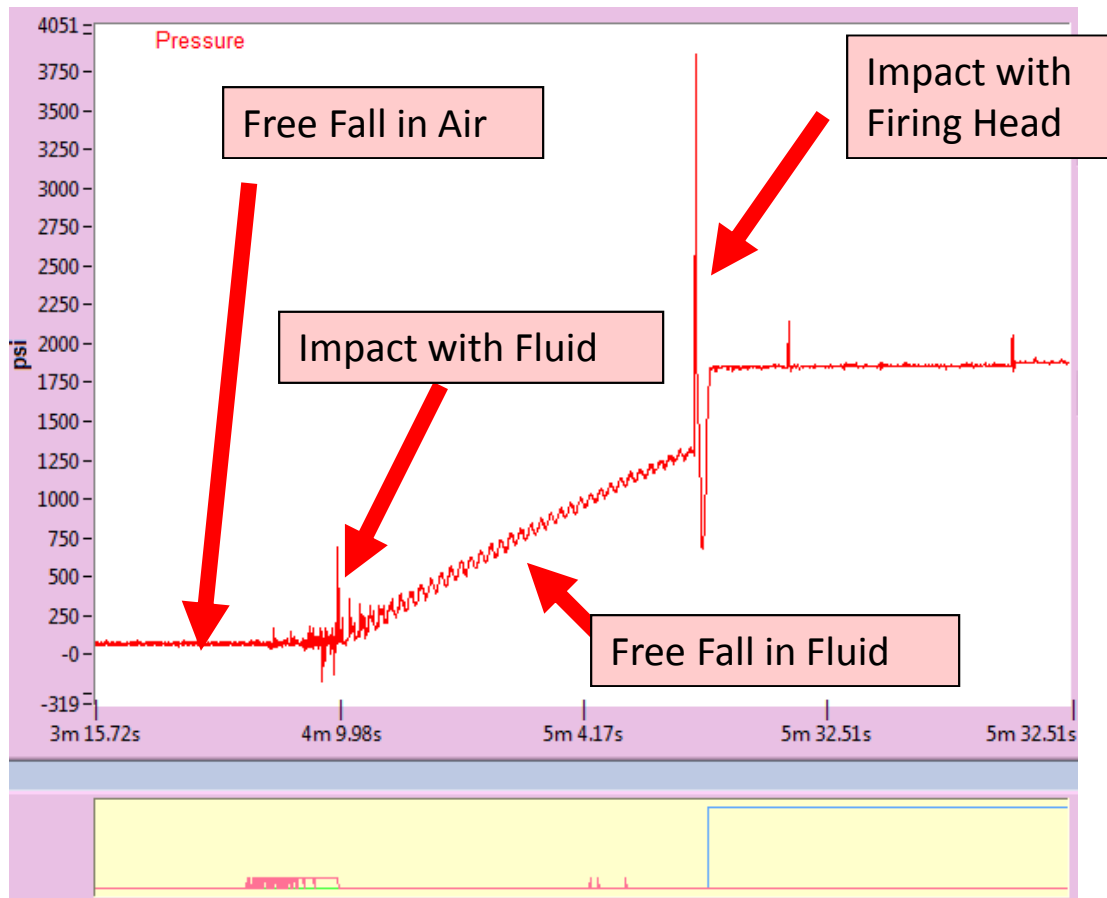 4051
Pressure
3750
3500
3250
3000
2750
2500
2250
2000
1750
1500
1250
1000
750
500
250
-0
-319
psi
Free Fall in Air
Impact with
Firing Head
Impact with Fluid
Free Fall in Fluid
3m 15.72s
4m 9.98s
5m 4.17s
5m 32.51s
5m 32.51s